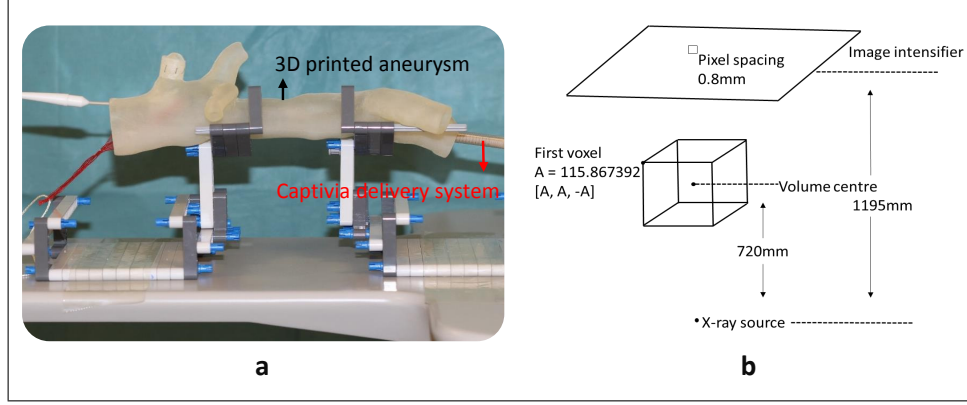 3D printed aneurysm
Captivia delivery system
a
Pixel spacing
0.8mm
Image intensifier
First voxel
A = 115.867392
[A, A, -A]
Volume centre
1195mm
720mm
X-ray source
b